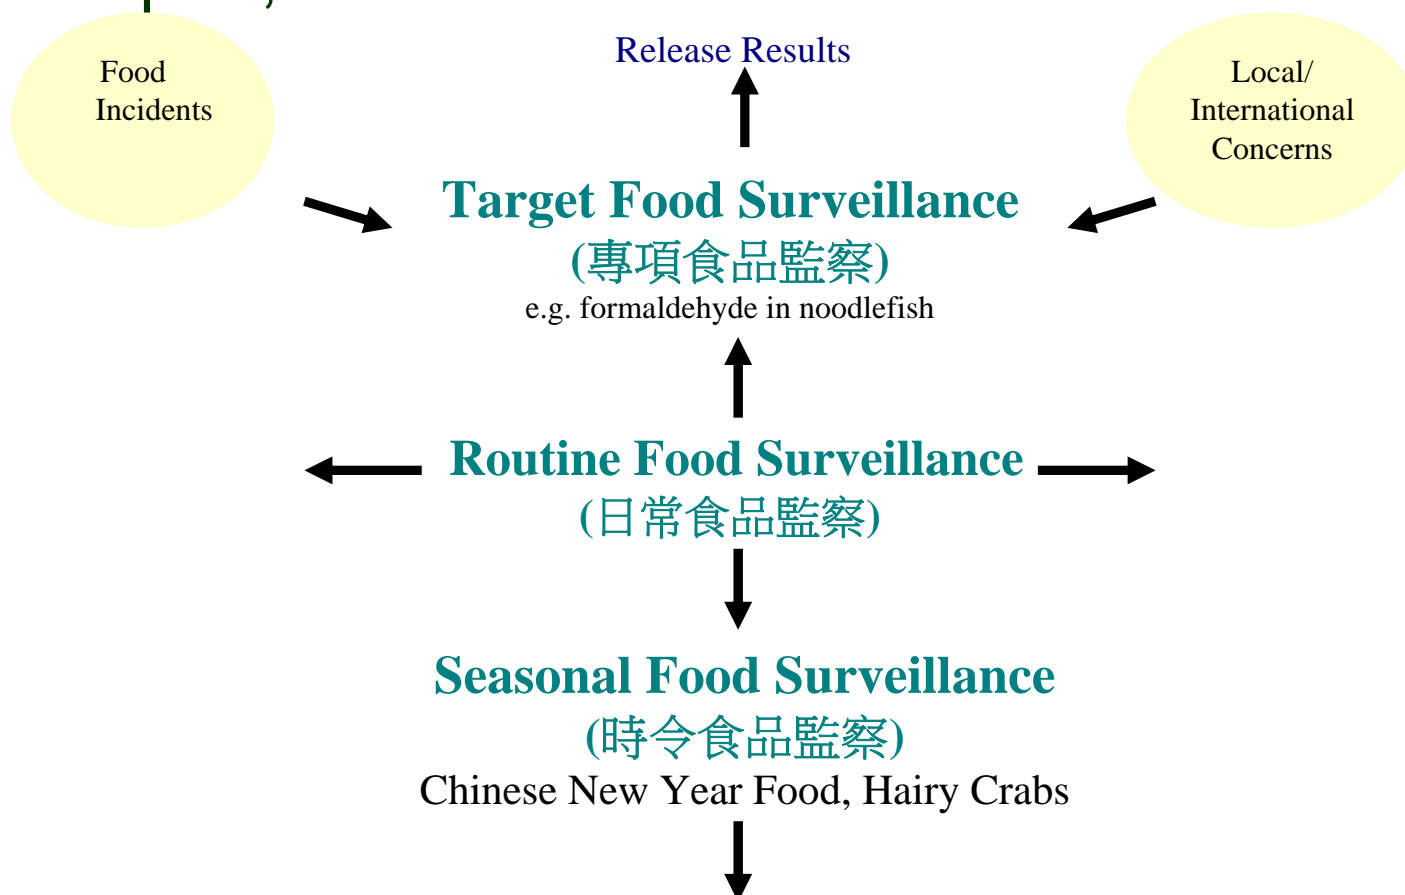 Food
Incidents
Release Results
Local/
International
Concerns
Target Food Surveillance
(專項食品監察)
e.g. formaldehyde in noodlefish
Routine Food Surveillance
(日常食品監察)
Seasonal Food Surveillance
(時令食品監察)
Chinese New Year Food, Hairy Crabs